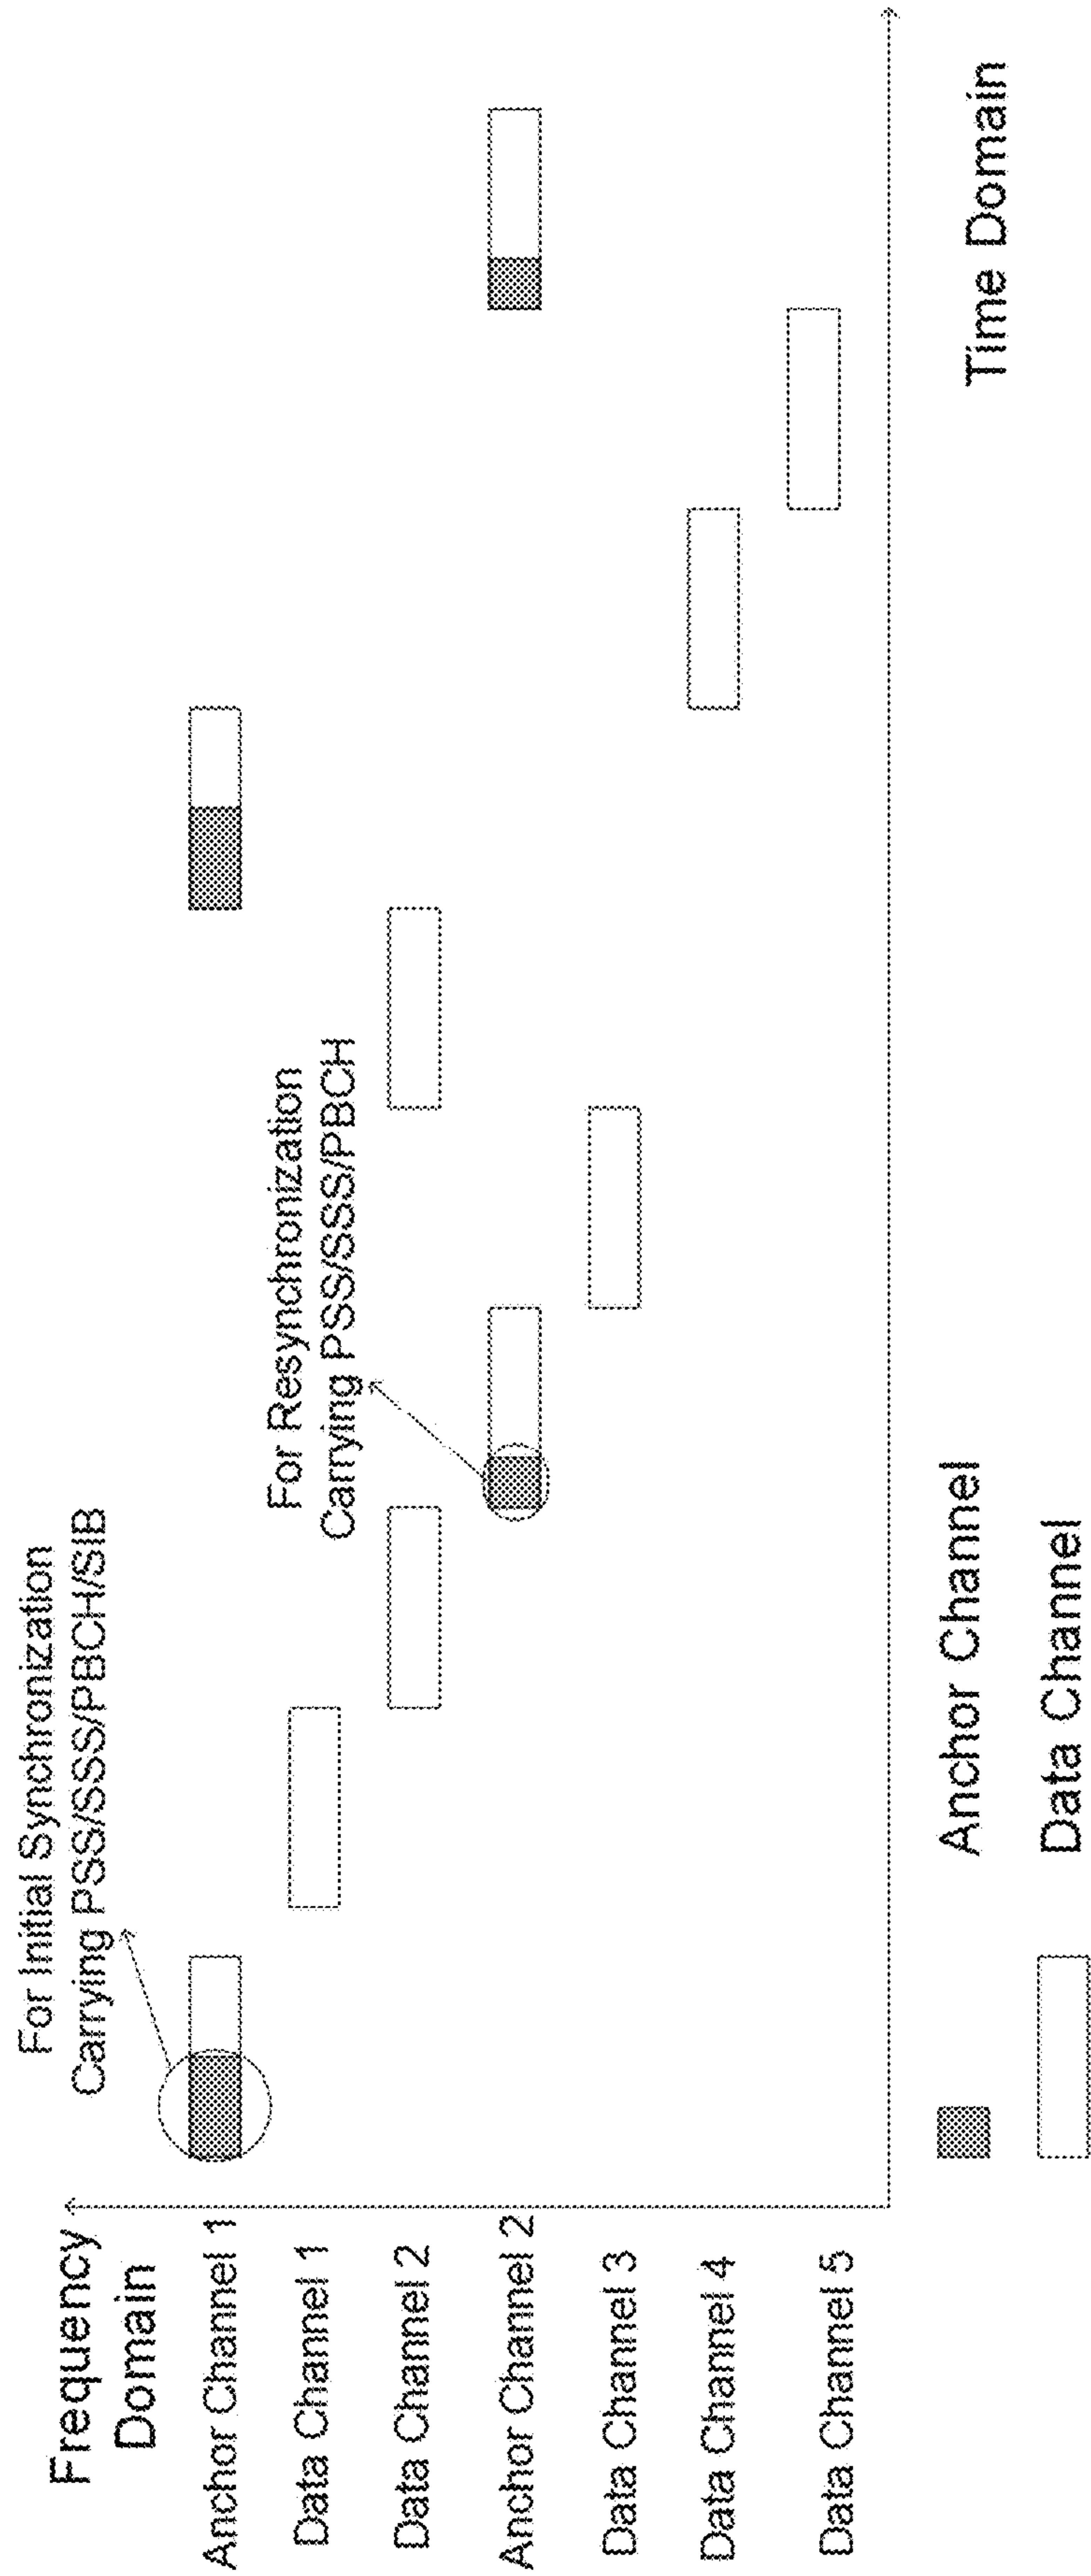 For Initial Synchronization
Carrying PSS/SSS/PBCH/SIB
For Resynchronization
Carrying PSS/SSS/PBCH
Frequency
Domain
Anchor Channel 1
Data Channel 1
Data Channel 2
Anchor Channel 2
Data Channel 3
Data Channel 4
Data Channel 5
Time Domain
Anchor Channel
Data Channel